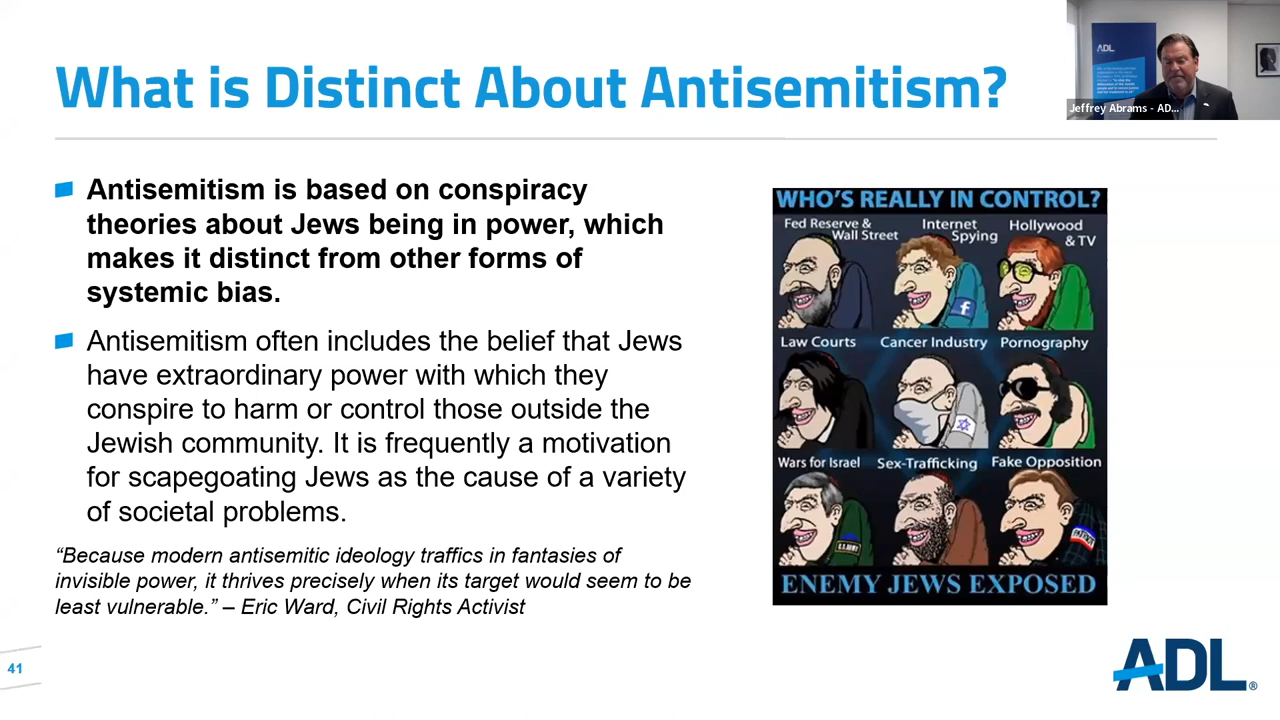 What is Distinct About Antisemitism?
ADL
Jeffrey Abrams - AD...
Antisemitism is based on conspiracy
theories about Jews being in power, which
makes it distinct from other forms of
systemic bias.
Antisemitism often includes the belief that Jews
have extraordinary power with which they
conspire to harm or control those outside the
Jewish community. It is frequently a motivation
for scapegoating Jews as the cause of a variety
of societal problems.
“Because modern antisemitic ideology traffics in fantasies of
invisible power, it thrives precisely when its target would seem to be
least vulnerable.” – Eric Ward, Civil Rights Activist
WHO'S REALLY IN CONTROL?
Fed Reserve &
Wall Street
Internet
Spying
Hollywood
& TV
f
Law Courts
Cancer Industry
Pornography
Wars for Israel
Sex-Trafficking
Fake Opposition
ENEMY JEWS EXPOSED
41
ADL®